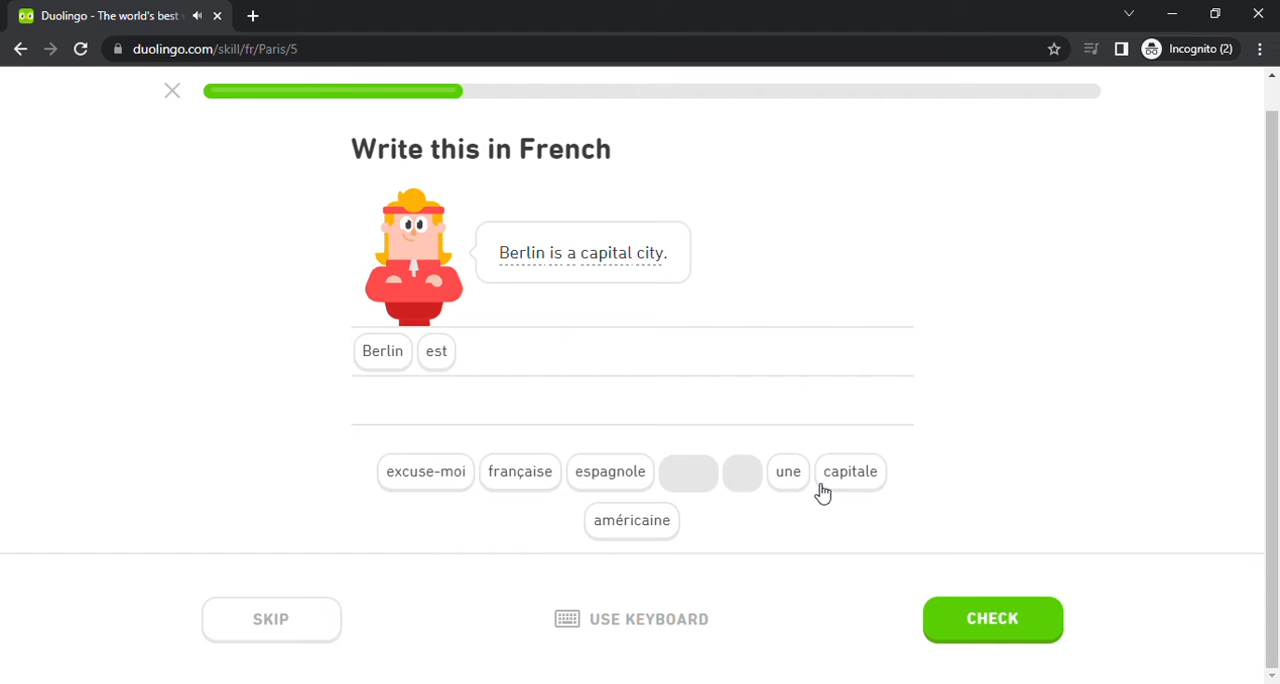 Duolingo - The world's best
duolingo.com/skill/fr/Paris/5
Incognito (2)
Write this in French
Berlin is a capital city.
Berlin est
excuse-moi française espagnole une capitale
américaine
SKIP
USE KEYBOARD
CHECK